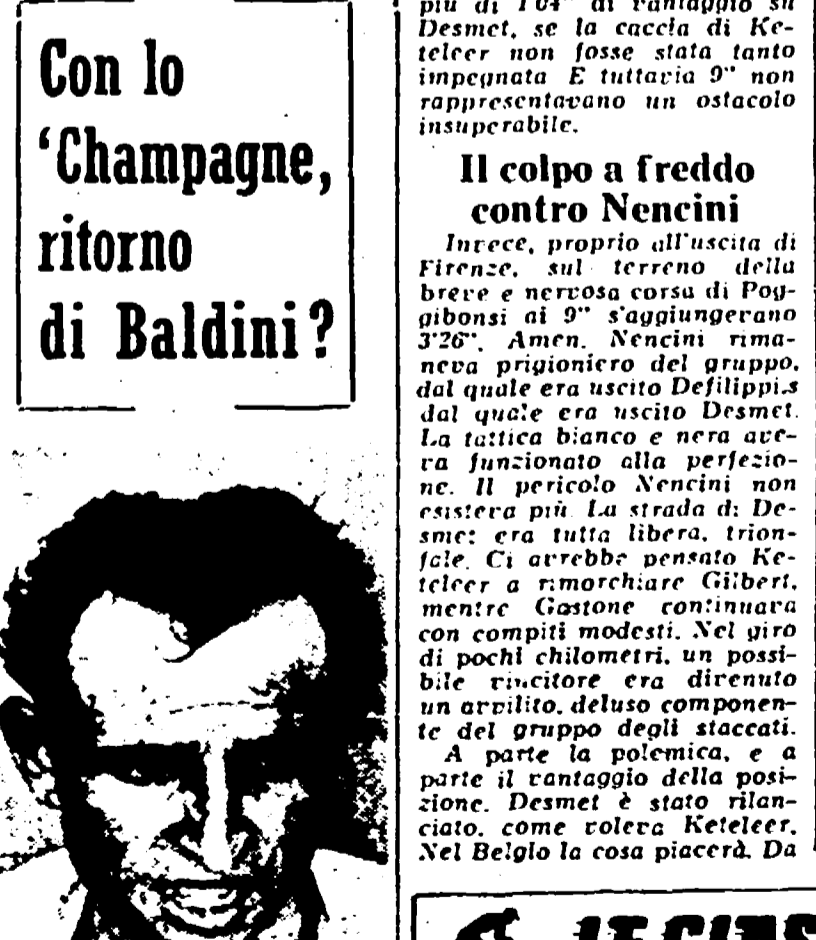 Con lo
‘Champagne,
ritorno
di Baldini?
più di 1'04" di vantaggio su
Desmet, se la caccia di Ke-
teleer non fosse stata tanto
impegnata E tuttavia 9" non
rappresentavano un ostacolo
insuperabile.
Il colpo a freddo
contro Nencini
Invece, proprio all'uscita di
Firenze, sul terreno della
breve e nervosa corsa di Pog-
gibonsi ai 9" s'aggiungerano
3'26". Amen. Nencini rima-
neva prigioniero del gruppo,
dal quale era uscito Defilippis
dal quale era uscito Desmet.
La tattica bianco e nera ave-
va funzionato alla perfezio-
ne. Il pericolo Nencini non
esisteva più. La strada di De-
smet era tutta libera, trion-
fale. Ci avrebbe pensato Ke-
teleer a rimorchiare Gilbert,
mentre Gastone continuava
con compiti modesti. Nel giro
di pochi chilometri, un possi-
bile vincitore era divenuto
un avvilito, deluso componen-
te del gruppo degli staccati.
A parte la polemica, e a
parte il vantaggio della posi-
zione, Desmet è stato rilan-
ciato, come voleva Keteleer.
Nel Belgio la cosa piacerà. Da